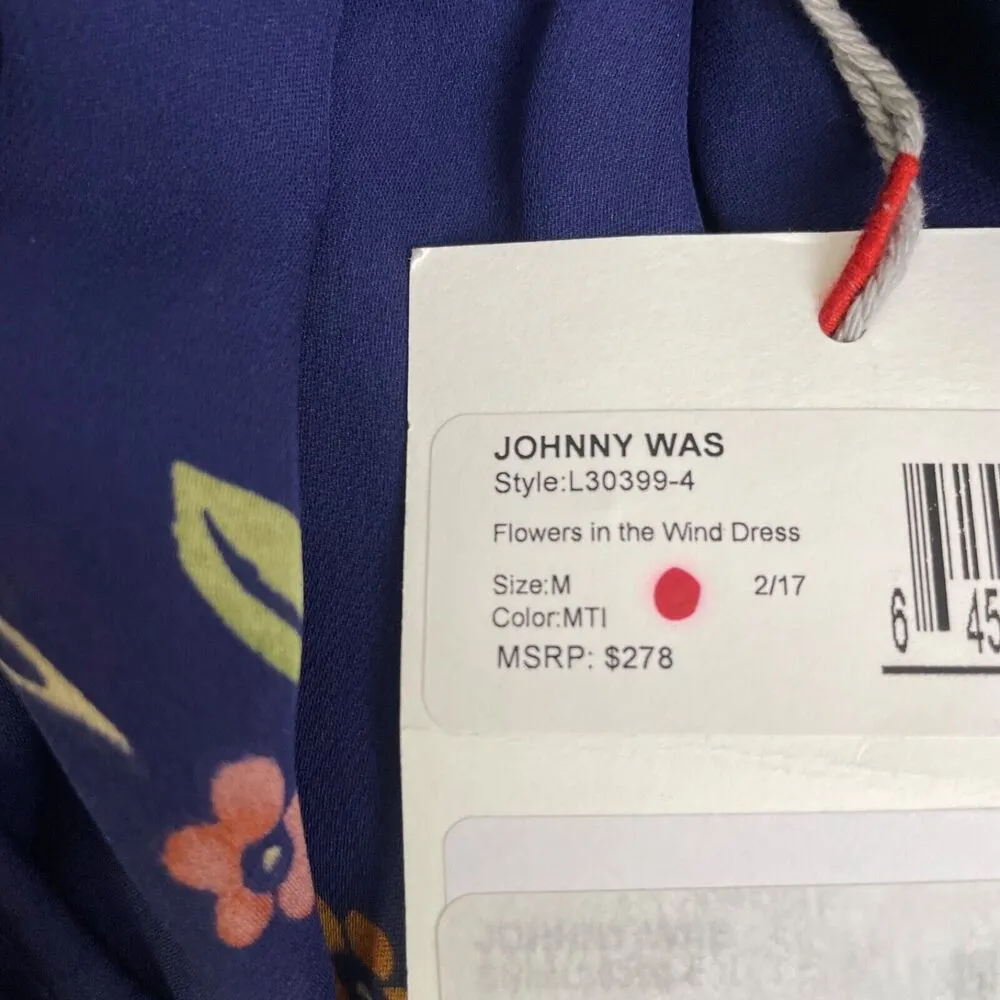 JOHNNY WAS
Style:L30399-4
Flowers in the Wind Dress
Size:M 2/17
Color:MTI
MSRP: $278
6 45